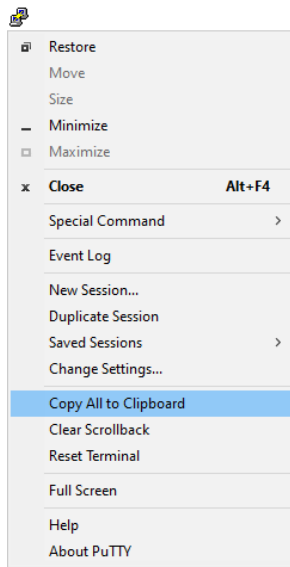 Restore
Move
Size
Minimize
Maximize
Close Alt+F4
Special Command
Event Log
New Session...
Duplicate Session
Saved Sessions
Change Settings...
Copy All to Clipboard
Clear Scrollback
Reset Terminal
Full Screen
Help
About PuTTY